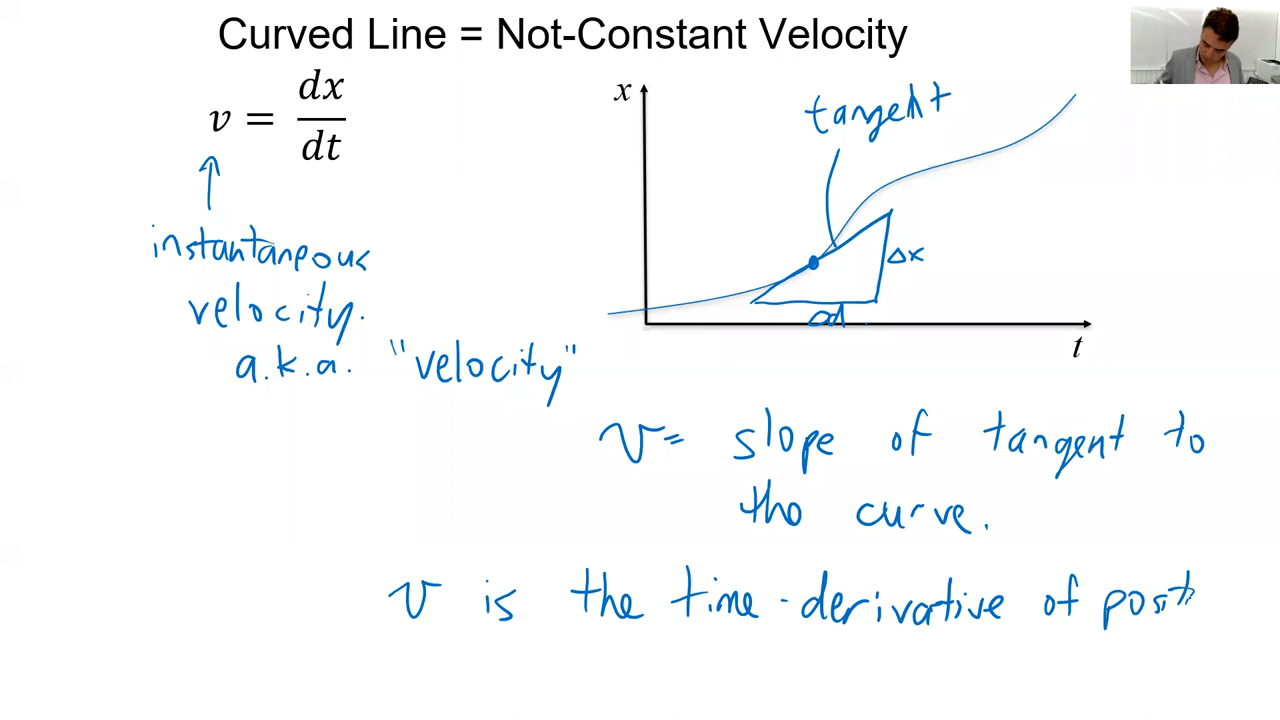 Curved Line = Not-Constant Velocity
v = dx/dt
instantaneous
velocity.
a.k.a. "velocity"
x
tangent
Δx
t
v= slope of tangent to
the curve.
v is the time-derivative of posit